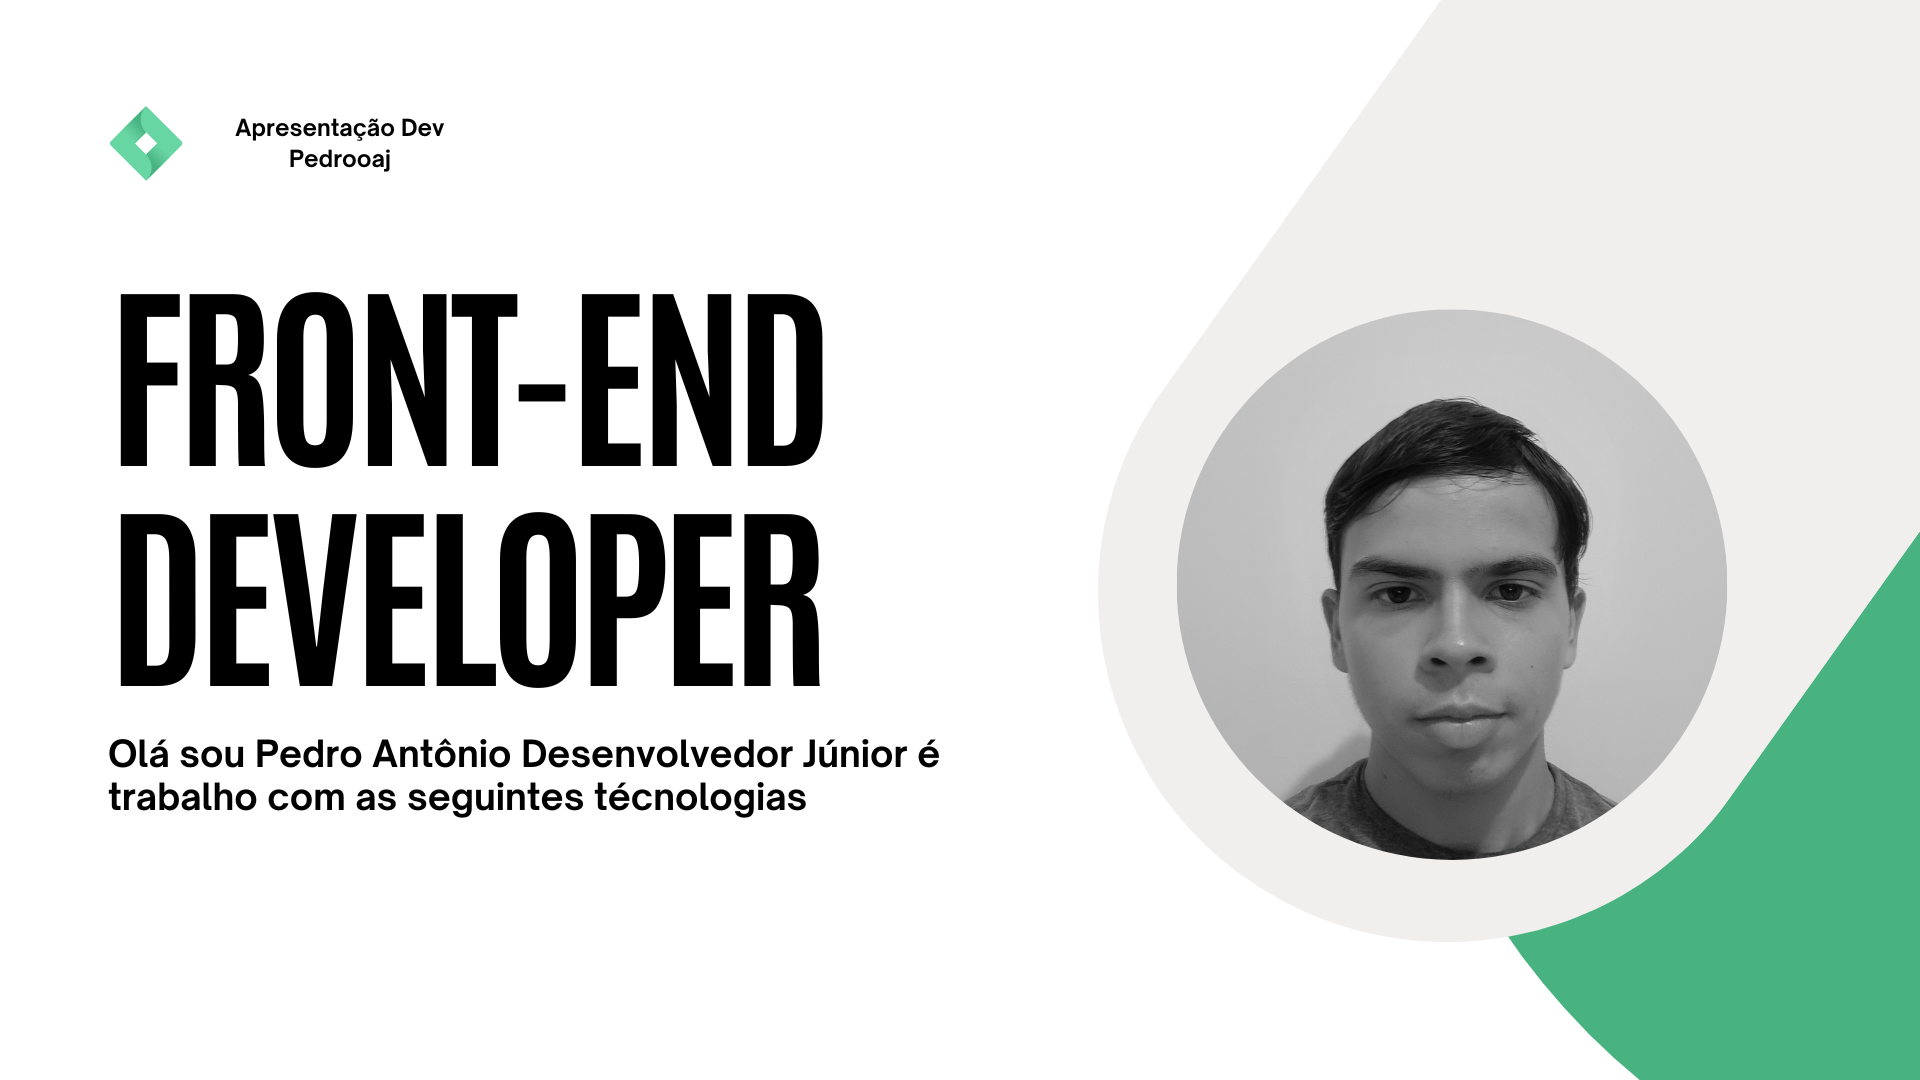 Apresentação Dev
Pedrooaj
FRONT-END
DEVELOPER
Olá sou Pedro Antônio Desenvolvedor Júnior é
trabalho com as seguintes técnologias